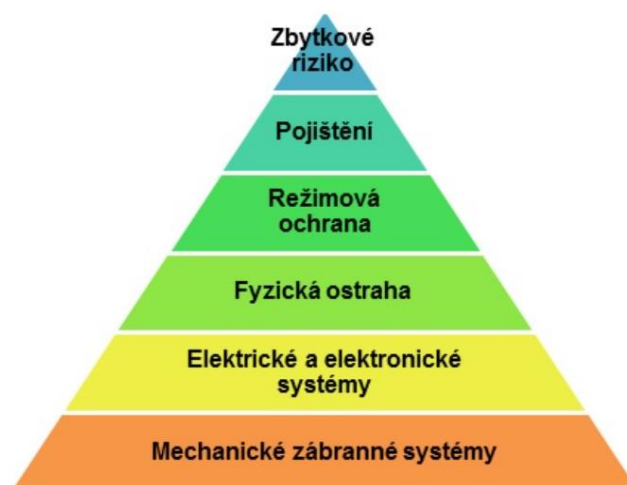 Zbytkové
riziko
Pojištění
Režimová
ochrana
Fyzická ostraha
Elektrické a elektronické
systémy
Mechanické zábranné systémy